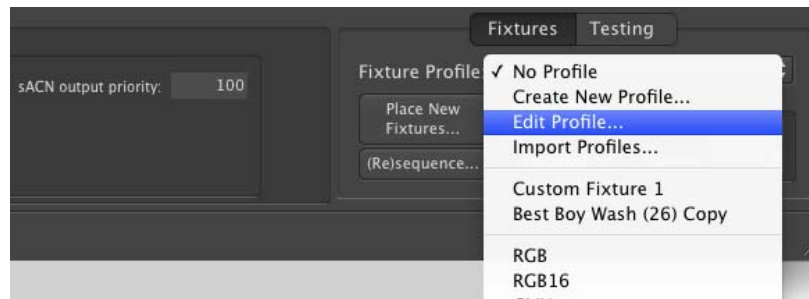 Fixtures Testing
sACN output priority: 100
Fixture Profile:
Place New
Fixtures...
(Re)sequence...
✓ No Profile
Create New Profile...
Edit Profile...
Import Profiles...
Custom Fixture 1
Best Boy Wash (26) Copy
RGB
RGB16